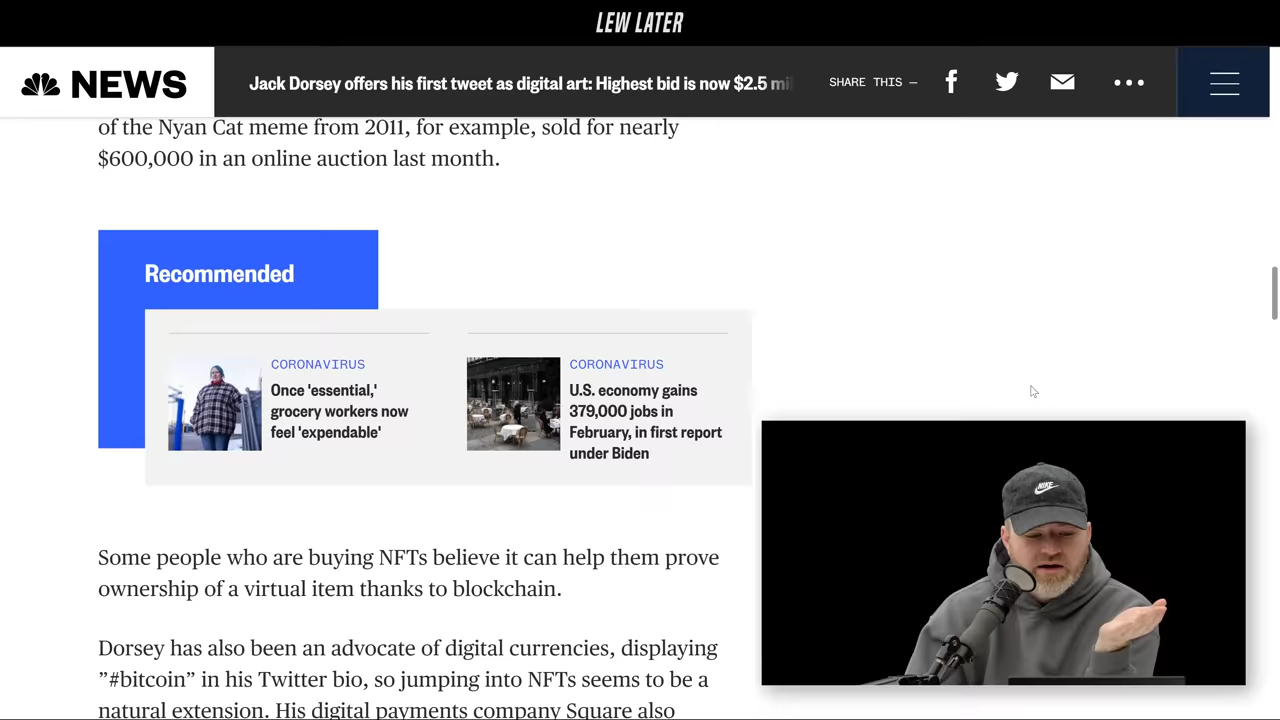 LEW LATER
NEWS
Jack Dorsey offers his first tweet as digital art: Highest bid is now $2.5 mil
SHARE THIS —
of the Nyan Cat meme from 2011, for example, sold for nearly
$600,000 in an online auction last month.
Recommended
CORONAVIRUS
Once 'essential,'
grocery workers now
feel 'expendable'
CORONAVIRUS
U.S. economy gains
379,000 jobs in
February, in first report
under Biden
NIKE
Some people who are buying NFTs believe it can help them prove
ownership of a virtual item thanks to blockchain.
Dorsey has also been an advocate of digital currencies, displaying
”#bitcoin” in his Twitter bio, so jumping into NFTs seems to be a
natural extension. His digital payments company Square also